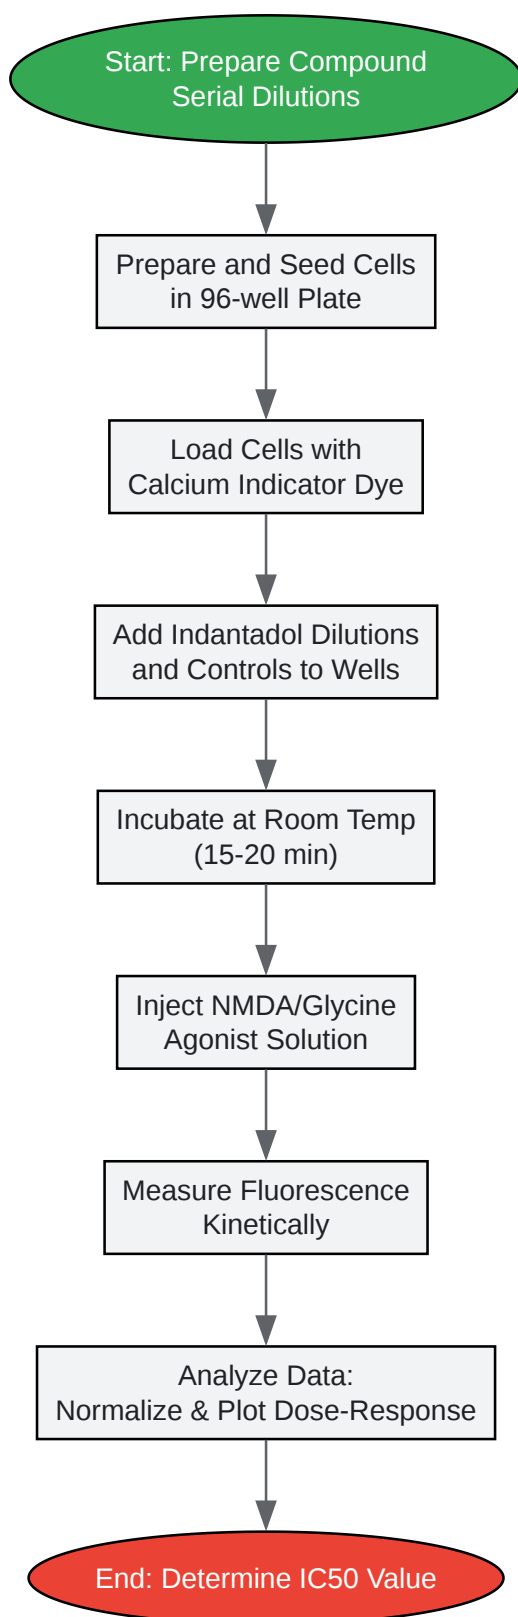 Start: Prepare Compound
Serial Dilutions
Prepare and Seed Cells
in 96-well Plate
Load Cells with
Calcium Indicator Dye
Add Indantadol Dilutions
and Controls to Wells
Incubate at Room Temp
(15-20 min)
Inject NMDA/Glycine
Agonist Solution
Measure Fluorescence
Kinetically
Analyze Data:
Normalize & Plot Dose-Response
End: Determine IC50 Value